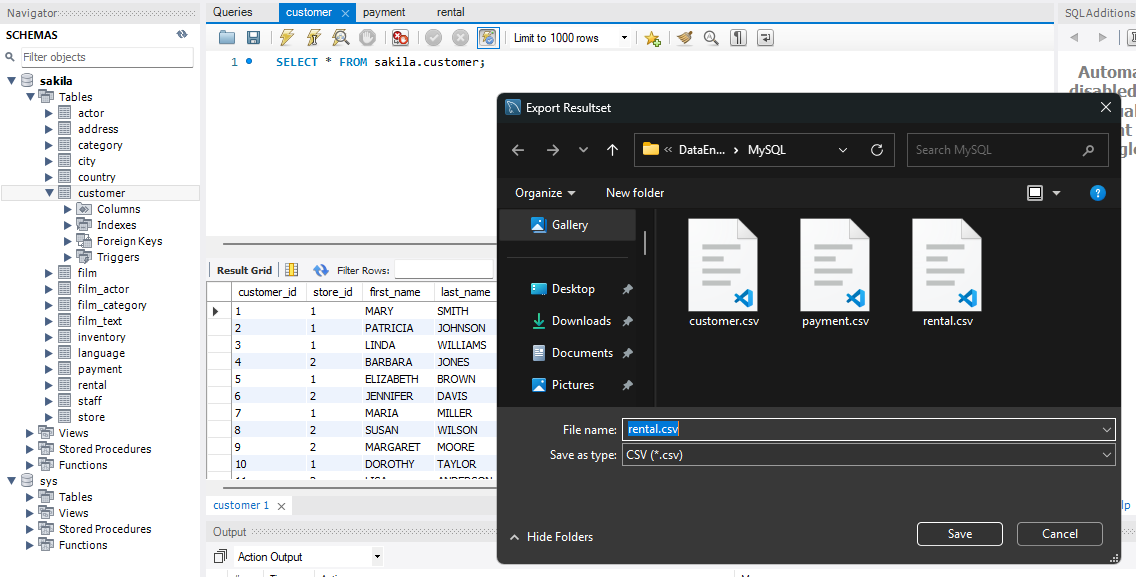 Navigator
SCHEMAS
Filter objects
sakila
Tables
actor
address
category
city
country
customer
Columns
Indexes
Foreign Keys
Triggers
film
film_actor
film_category
film_text
inventory
language
payment
rental
staff
store
Views
Stored Procedures
Functions
sys
Tables
Views
Stored Procedures
Functions
Queries customer payment rental
Limit to 1000 rows
1 SELECT * FROM sakila.customer;
Result Grid Filter Rows:
customer_id store_id first_name last_name
1 1 MARY SMITH
2 1 PATRICIA JOHNSON
3 1 LINDA WILLIAMS
4 2 BARBARA JONES
5 1 ELIZABETH BROWN
6 2 JENNIFER DAVIS
7 1 MARIA MILLER
8 2 SUSAN WILSON
9 2 MARGARET MOORE
10 1 DOROTHY TAYLOR
customer 1
Output
Action Output
SQLAdditions
Export Resultset
« DataEn... › MySQL
Search MySQL
Organize New folder
Gallery
Desktop
Downloads
Documents
Pictures
customer.csv payment.csv rental.csv
File name: rental.csv
Save as type: CSV (*.csv)
Hide Folders Save Cancel